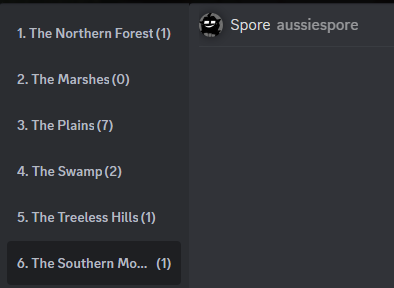 1. The Northern Forest (1)
Spore aussiespore
2. The Marshes (0)
3. The Plains (7)
4. The Swamp (2)
5. The Treeless Hills (1)
6. The Southern Mo... (1)